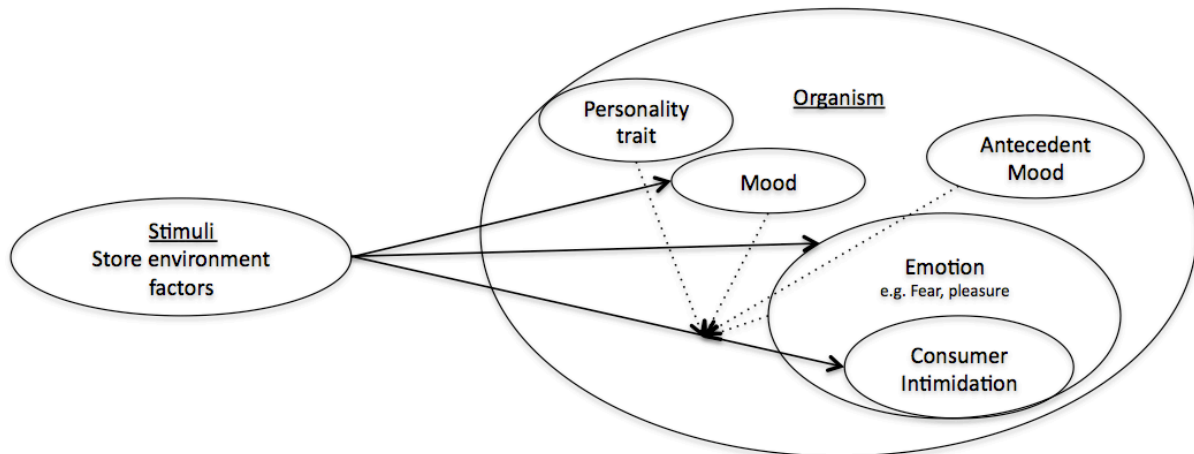 Stimuli
Store environment
factors
Organism
Personality
trait
Mood
Antecedent
Mood
Emotion
e.g. Fear, pleasure
Consumer
Intimidation